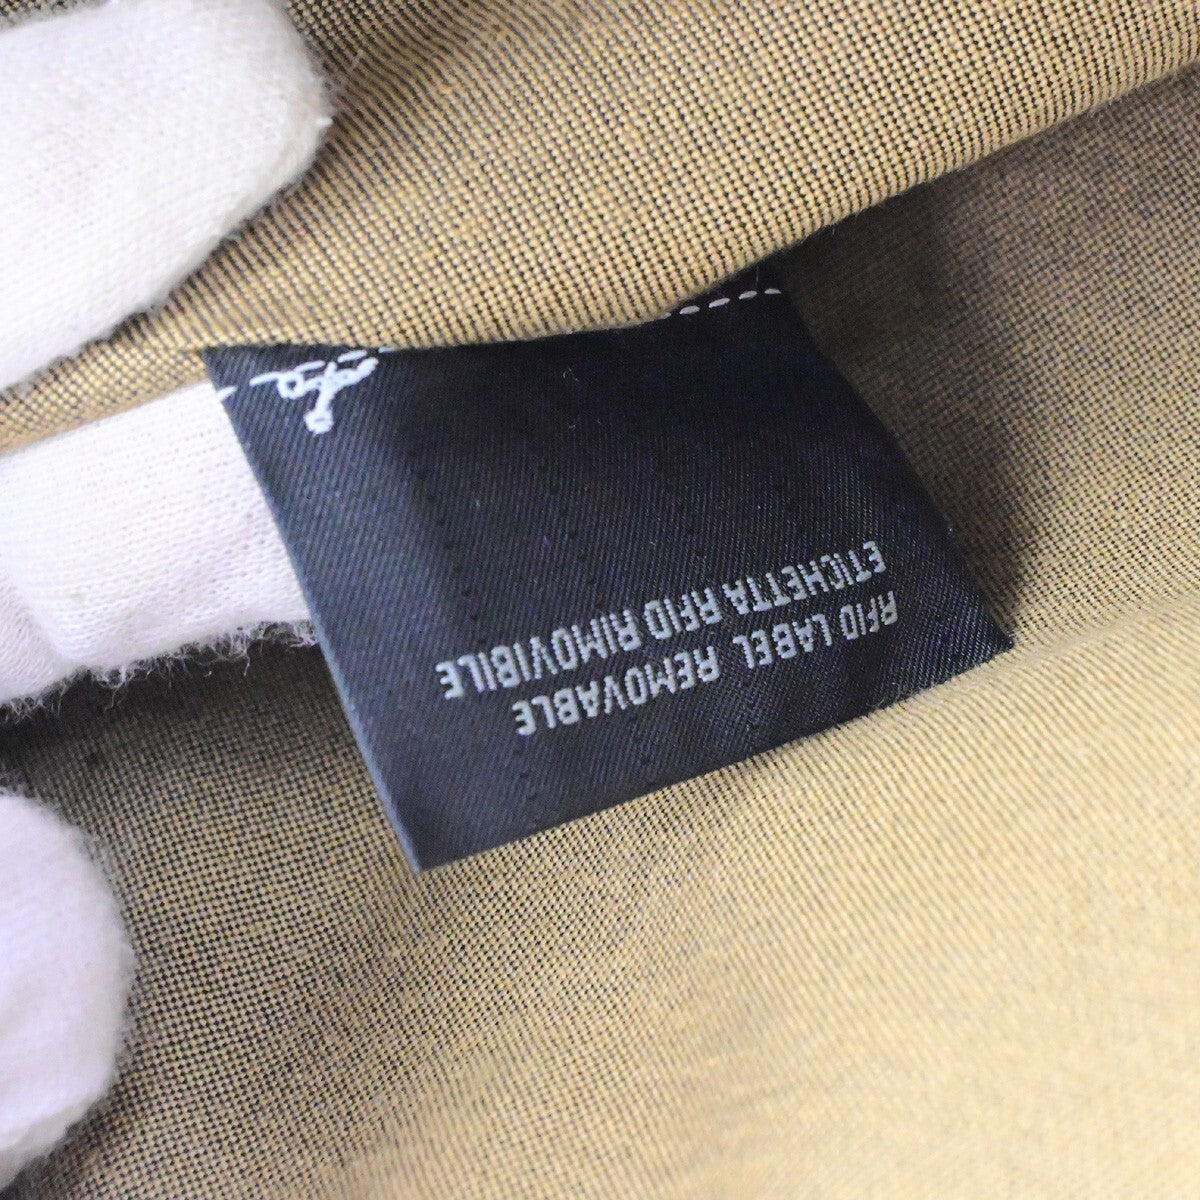 RFID LABEL REMOVABLE
ETICHETTA RFID RIMOVIBILE